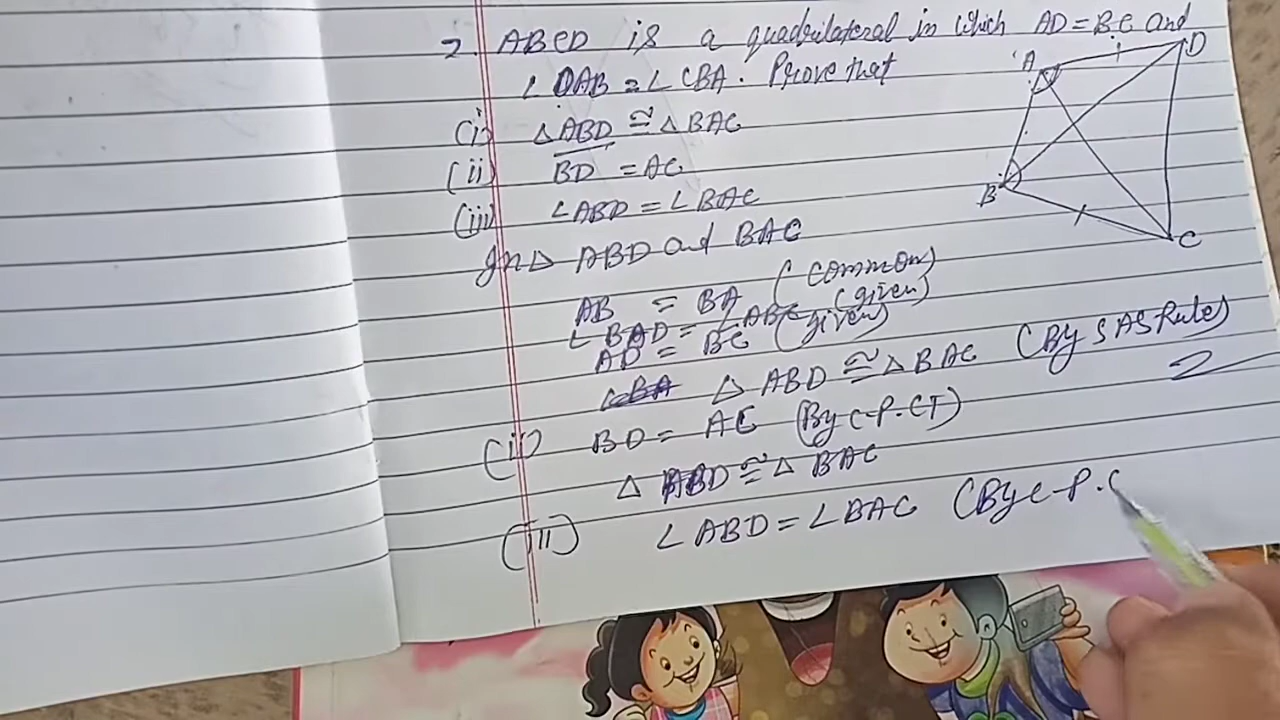 2. ABCD is a quadrilateral in which AD = BC and
∠DAB = ∠CBA. Prove that
(i) △ABD ≅ △BAC
(ii) BD = AC
(iii) ∠ABD = ∠BAC
In △ ABD and BAC
AB = BA (common)
∠BAD = ∠ABC (given)
AD = BC (given)
△ ABD ≅ △ BAC (By SAS Rule)
(ii) BD = AC (By C-P.CT)
△ ABD ≅ △ BAC
(iii) ∠ABD = ∠BAC (By C-P.C
A
D
B
C